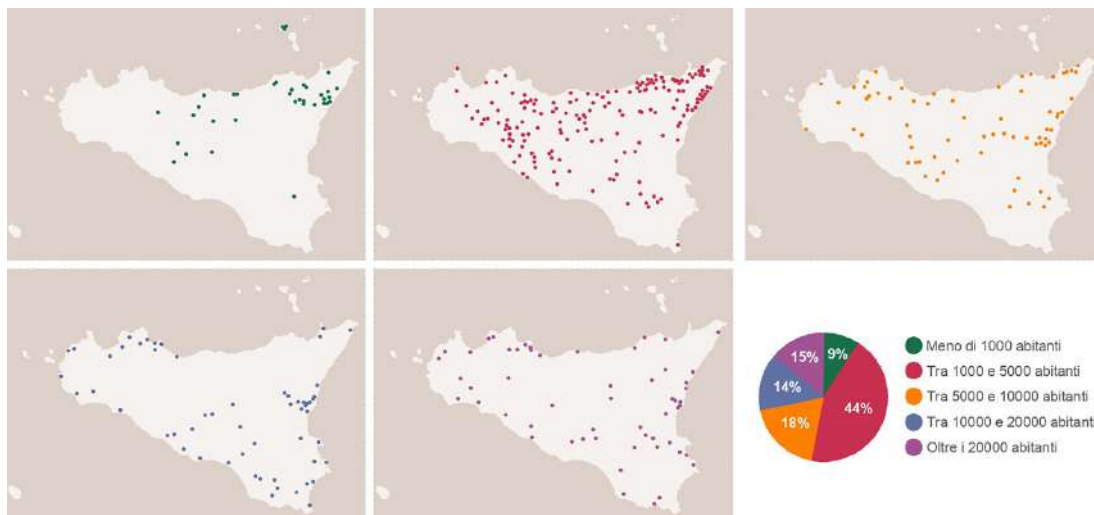 15%
9%
14%
44%
18%
Meno di 1000 abitanti
Tra 1000 e 5000 abitanti
Tra 5000 e 10000 abitanti
Tra 10000 e 20000 abitanti
Oltre i 20000 abitanti